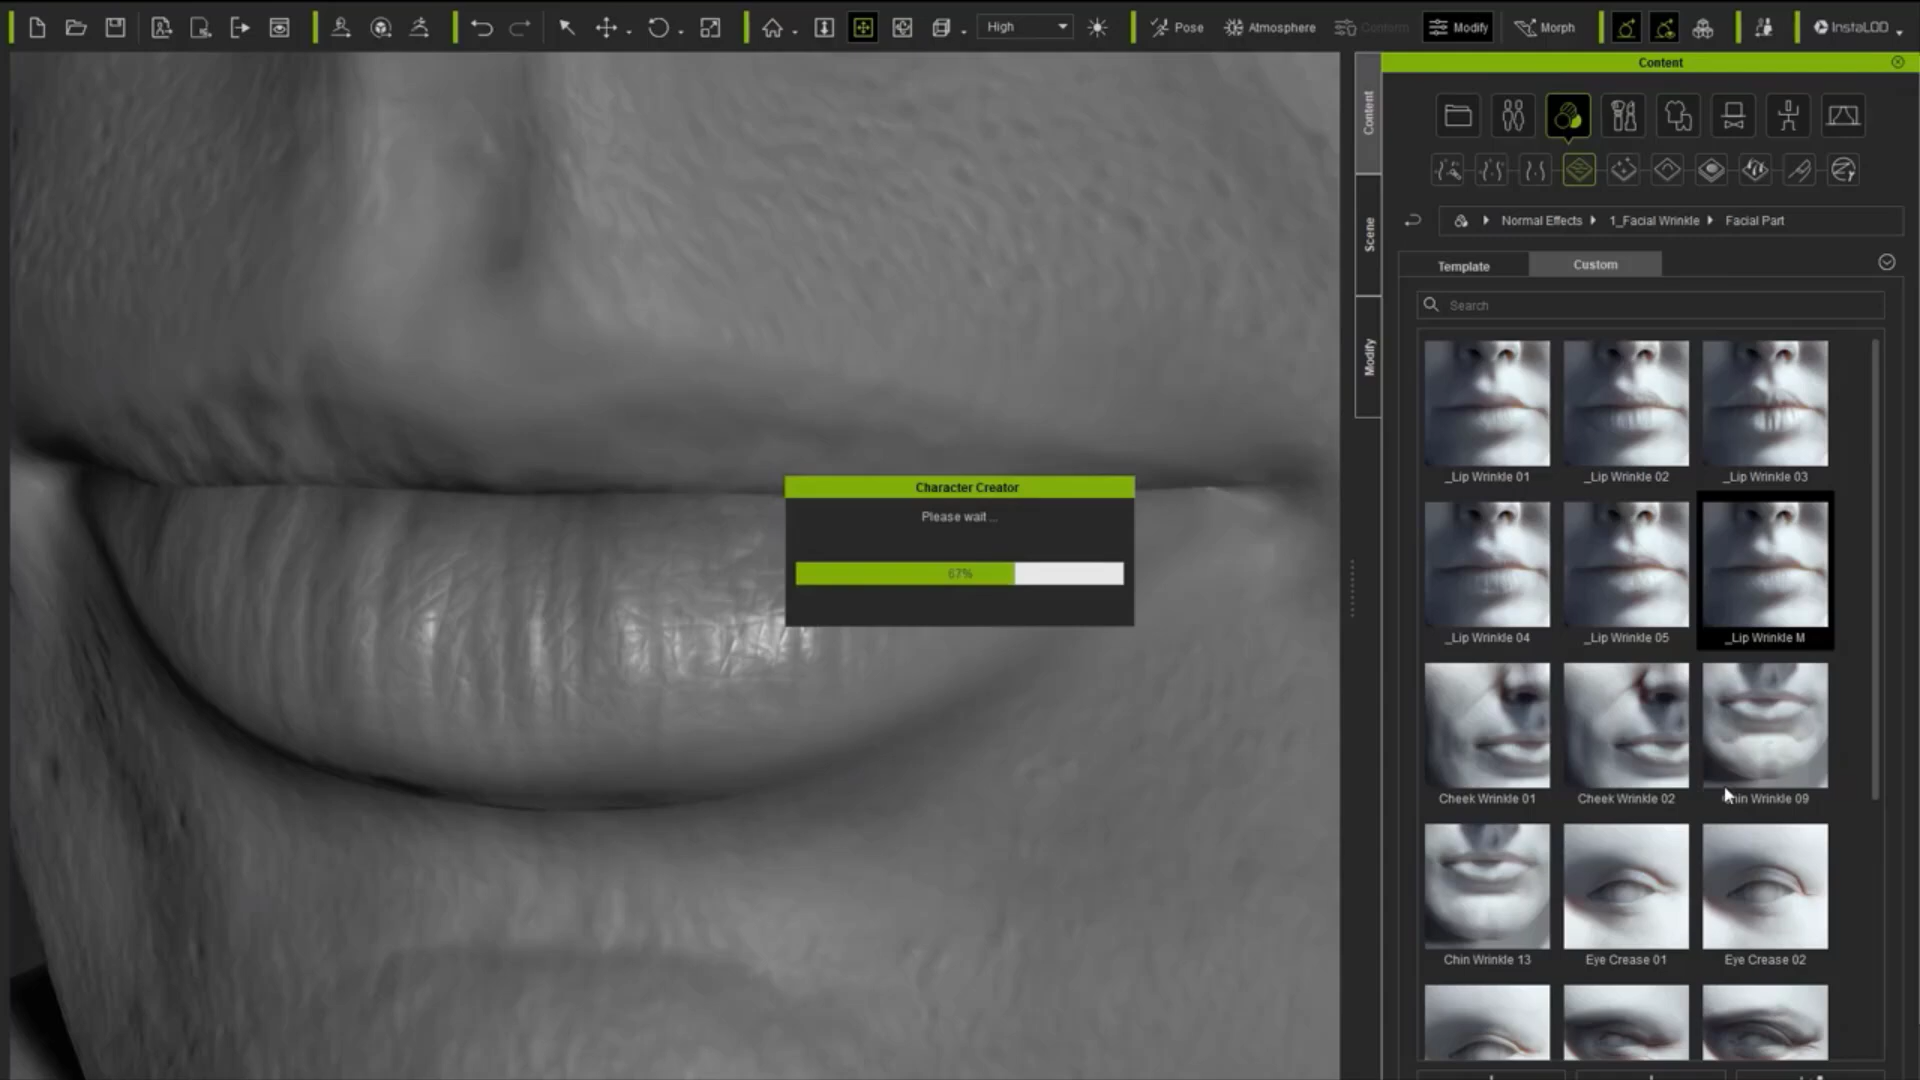 High
Pose
Atmosphere
Conform
Modify
Morph
InstaLOD
Content
Content
Scene
Modify
Normal Effects
1_Facial Wrinkle
Facial Part
Template
Custom
Search
_Lip Wrinkle 01
_Lip Wrinkle 02
_Lip Wrinkle 03
_Lip Wrinkle 04
_Lip Wrinkle 05
_Lip Wrinkle M
Cheek Wrinkle 01
Cheek Wrinkle 02
Chin Wrinkle 09
Chin Wrinkle 13
Eye Crease 01
Eye Crease 02
Character Creator
Please wait ...
67%